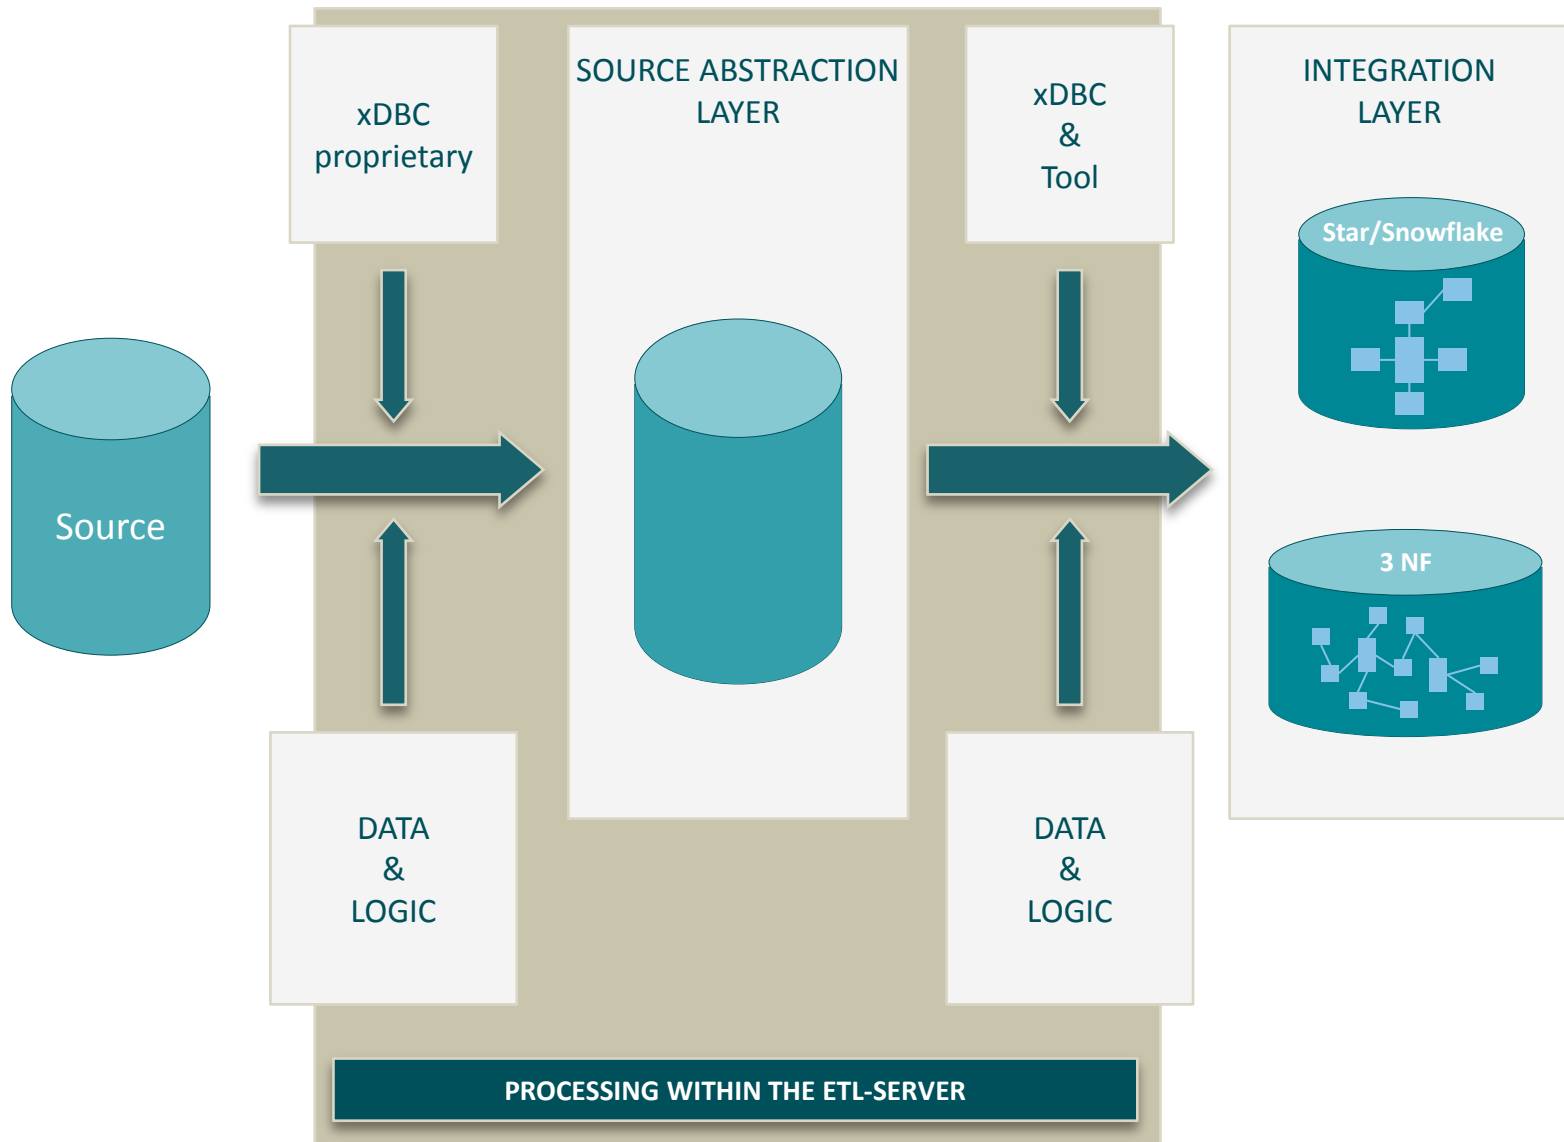 xDBC
proprietary
SOURCE ABSTRACTION
LAYER
xDBC
&
Tool
INTEGRATION
LAYER
Star/Snowflake
Source
3 NF
DATA
&
LOGIC
DATA
&
LOGIC
PROCESSING WITHIN THE ETL-SERVER